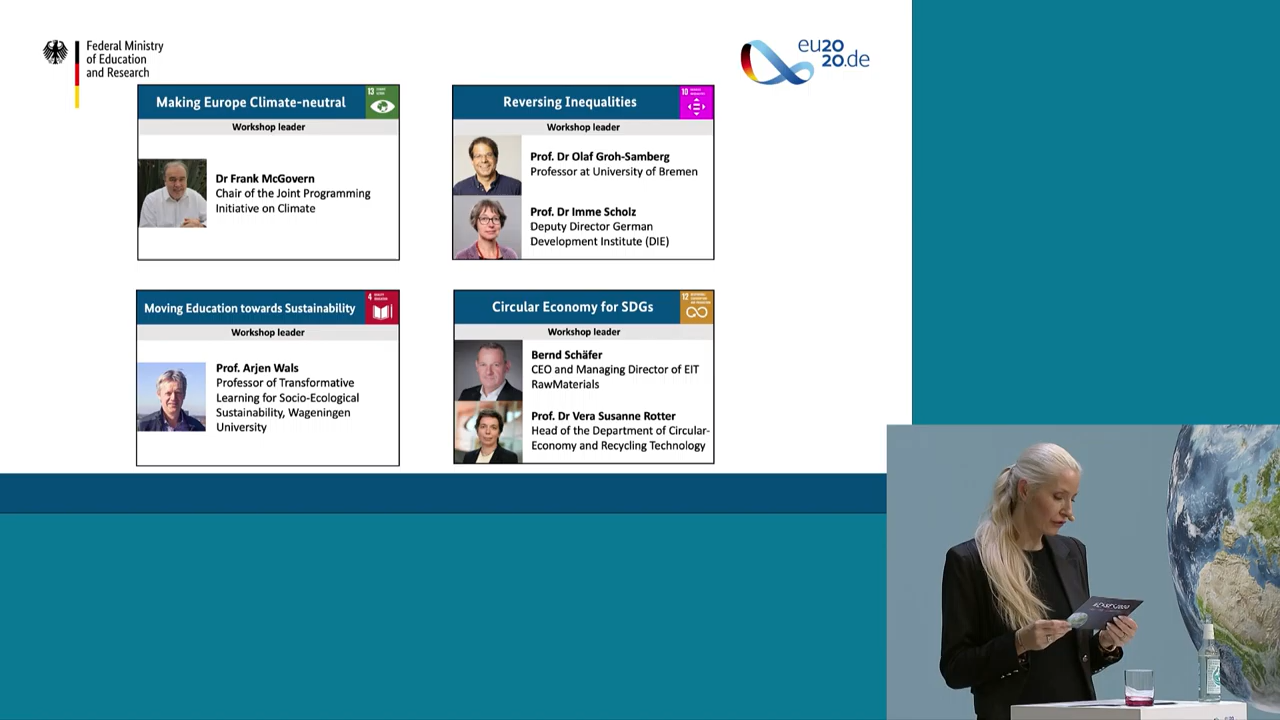 Federal Ministry
of Education
and Research
eu20
20.de
Making Europe Climate-neutral
13
Workshop leader
Dr Frank McGovern
Chair of the Joint Programming
Initiative on Climate
Reversing Inequalities
10
Workshop leader
Prof. Dr Olaf Groh-Samberg
Professor at University of Bremen
Prof. Dr Imme Scholz
Deputy Director German
Development Institute (DIE)
Moving Education towards Sustainability
4
Workshop leader
Prof. Arjen Wals
Professor of Transformative
Learning for Socio-Ecological
Sustainability, Wageningen
University
Circular Economy for SDGs
12
Workshop leader
Bernd Schäfer
CEO and Managing Director of EIT
RawMaterials
Prof. Dr Vera Susanne Rotter
Head of the Department of Circular-
Economy and Recycling Technology